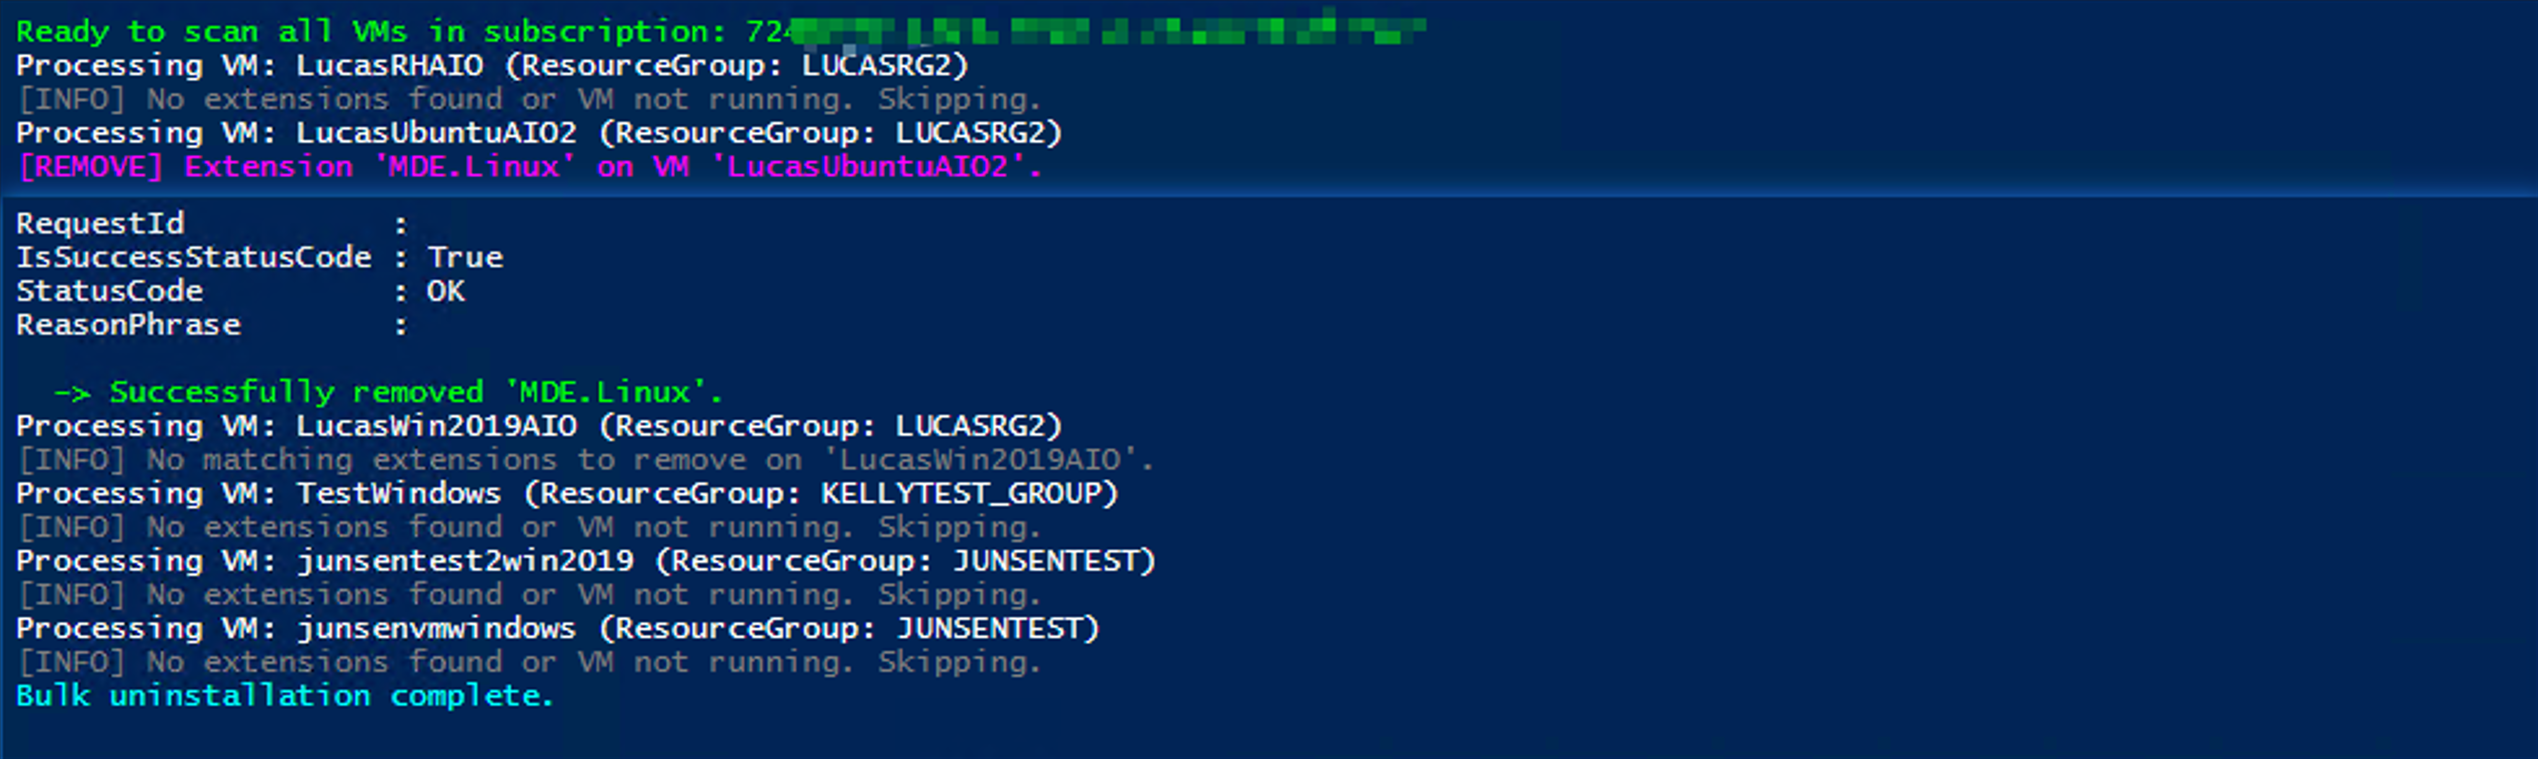 Ready to scan all VMs in subscription: 724
Processing VM: LucasRHAIO (ResourceGroup: LUCASRG2)
[INFO] No extensions found or VM not running. Skipping.
Processing VM: LucasUbuntuAIO2 (ResourceGroup: LUCASRG2)
[REMOVE] Extension 'MDE.Linux' on VM 'LucasUbuntuAIO2'.
RequestId :
IsSuccessStatusCode : True
StatusCode : OK
ReasonPhrase :
-> Successfully removed 'MDE.Linux'.
Processing VM: LucasWin2019AIO (ResourceGroup: LUCASRG2)
[INFO] No matching extensions to remove on 'LucasWin2019AIO'.
Processing VM: TestWindows (ResourceGroup: KELLYTEST_GROUP)
[INFO] No extensions found or VM not running. Skipping.
Processing VM: junsentest2win2019 (ResourceGroup: JUNSENTEST)
[INFO] No extensions found or VM not running. Skipping.
Processing VM: junsenvmwindows (ResourceGroup: JUNSENTEST)
[INFO] No extensions found or VM not running. Skipping.
Bulk uninstallation complete.